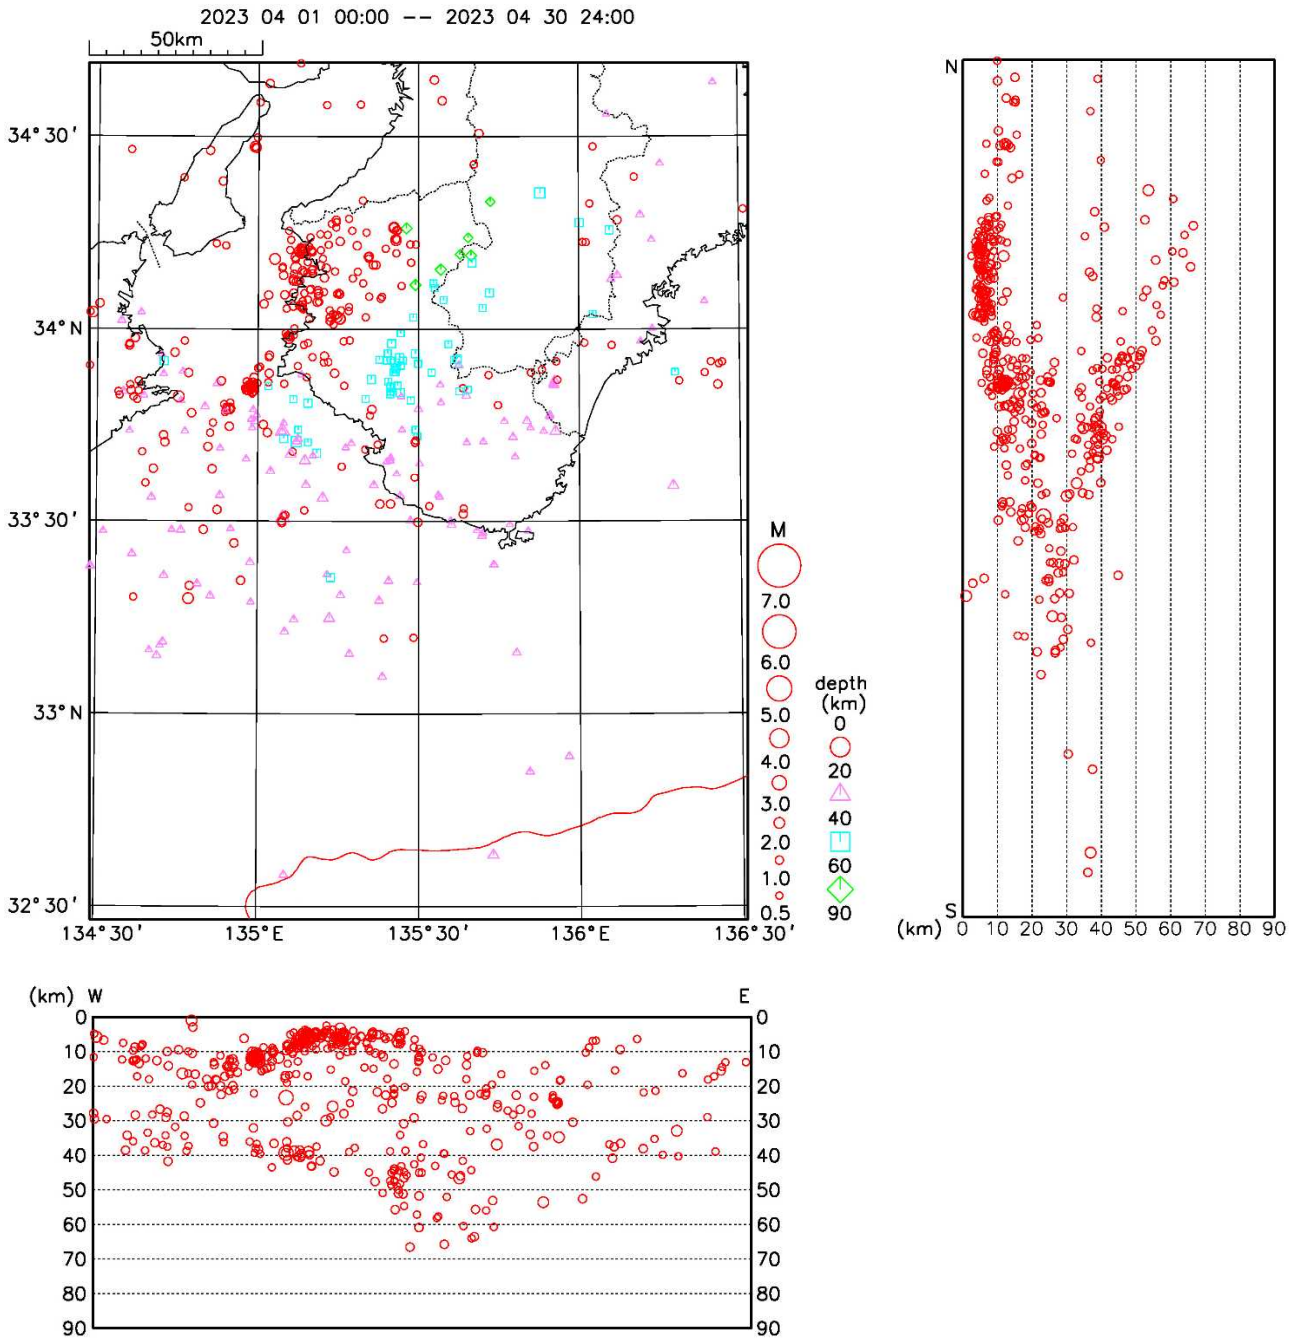 2023 04 01 00:00 -- 2023 04 30 24:00
50km
N
34°30′
34°N
33°30′
33°N
32°30′
134°30′
135°E
135°30′
136°E
136°30′
M
7.0
6.0
5.0
4.0
3.0
2.0
1.0
0.5
depth
(km)
0
20
40
60
90
S
(km) 0 10 20 30 40 50 60 70 80 90
(km) W E
0 0
10 10
20 20
30 30
40 40
50 50
60 60
70 70
80 80
90 90